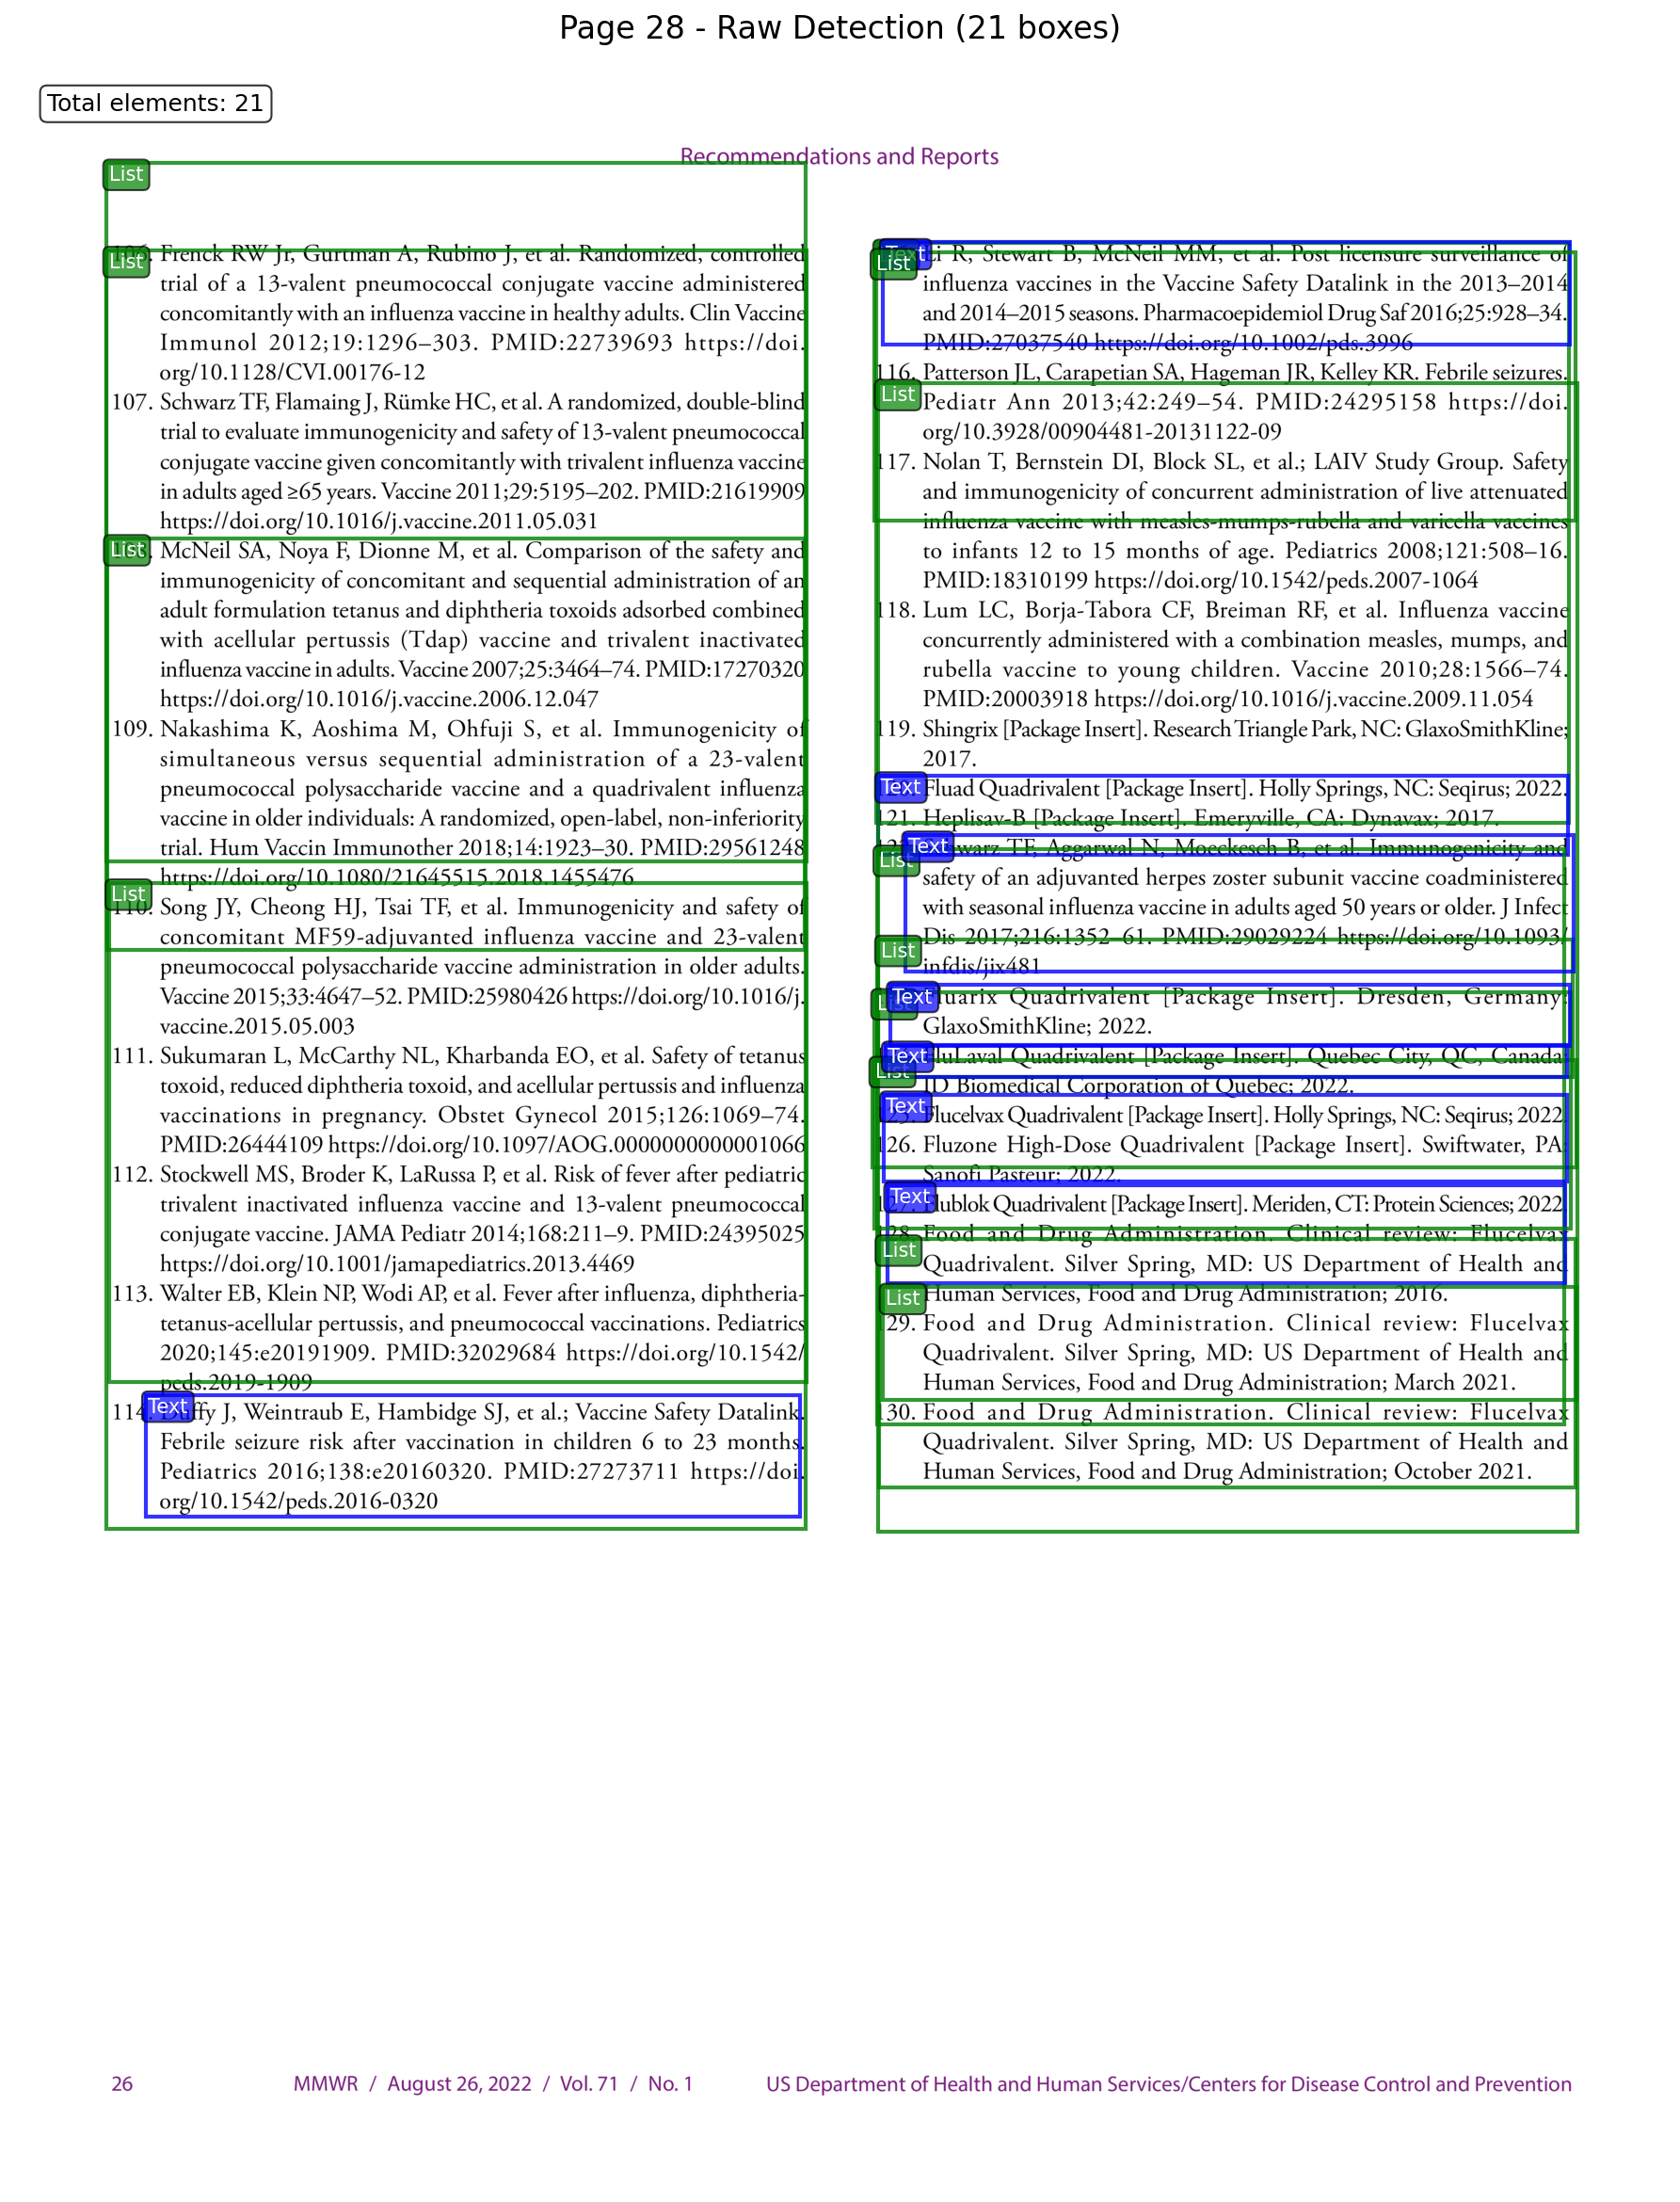 Page 28 - Raw Detection (21 boxes)
Total elements: 21
Recommendations and Reports
List
List
106. Frenck RW Jr, Gurtman A, Rubino J, et al. Randomized, controlled
trial of a 13-valent pneumococcal conjugate vaccine administered
concomitantly with an influenza vaccine in healthy adults. Clin Vaccine
Immunol 2012;19:1296–303. PMID:22739693 https://doi.
org/10.1128/CVI.00176-12
107. Schwarz TF, Flamaing J, Rümke HC, et al. A randomized, double-blind
trial to evaluate immunogenicity and safety of 13-valent pneumococcal
conjugate vaccine given concomitantly with trivalent influenza vaccine
in adults aged ≥65 years. Vaccine 2011;29:5195–202. PMID:21619909
https://doi.org/10.1016/j.vaccine.2011.05.031
List
McNeil SA, Noya F, Dionne M, et al. Comparison of the safety and
immunogenicity of concomitant and sequential administration of an
adult formulation tetanus and diphtheria toxoids adsorbed combined
with acellular pertussis (Tdap) vaccine and trivalent inactivated
influenza vaccine in adults. Vaccine 2007;25:3464–74. PMID:17270320
https://doi.org/10.1016/j.vaccine.2006.12.047
109. Nakashima K, Aoshima M, Ohfuji S, et al. Immunogenicity of
simultaneous versus sequential administration of a 23-valent
pneumococcal polysaccharide vaccine and a quadrivalent influenza
vaccine in older individuals: A randomized, open-label, non-inferiority
trial. Hum Vaccin Immunother 2018;14:1923–30. PMID:29561248
https://doi.org/10.1080/21645515.2018.1455476
List
110. Song JY, Cheong HJ, Tsai TF, et al. Immunogenicity and safety of
concomitant MF59-adjuvanted influenza vaccine and 23-valent
pneumococcal polysaccharide vaccine administration in older adults.
Vaccine 2015;33:4647–52. PMID:25980426 https://doi.org/10.1016/j.
vaccine.2015.05.003
111. Sukumaran L, McCarthy NL, Kharbanda EO, et al. Safety of tetanus
toxoid, reduced diphtheria toxoid, and acellular pertussis and influenza
vaccinations in pregnancy. Obstet Gynecol 2015;126:1069–74.
PMID:26444109 https://doi.org/10.1097/AOG.0000000000001066
112. Stockwell MS, Broder K, LaRussa P, et al. Risk of fever after pediatric
trivalent inactivated influenza vaccine and 13-valent pneumococcal
conjugate vaccine. JAMA Pediatr 2014;168:211–9. PMID:24395025
https://doi.org/10.1001/jamapediatrics.2013.4469
113. Walter EB, Klein NP, Wodi AP, et al. Fever after influenza, diphtheria-
tetanus-acellular pertussis, and pneumococcal vaccinations. Pediatrics
2020;145:e20191909. PMID:32029684 https://doi.org/10.1542/
peds.2019-1909
Text
114. Duffy J, Weintraub E, Hambidge SJ, et al.; Vaccine Safety Datalink.
Febrile seizure risk after vaccination in children 6 to 23 months.
Pediatrics 2016;138:e20160320. PMID:27273711 https://doi.
org/10.1542/peds.2016-0320
Text
List
Li R, Stewart B, McNeil MM, et al. Post licensure surveillance of
influenza vaccines in the Vaccine Safety Datalink in the 2013–2014
and 2014–2015 seasons. Pharmacoepidemiol Drug Saf 2016;25:928–34.
PMID:27037540 https://doi.org/10.1002/pds.3996
116. Patterson JL, Carapetian SA, Hageman JR, Kelley KR. Febrile seizures.
List
Pediatr Ann 2013;42:249–54. PMID:24295158 https://doi.
org/10.3928/00904481-20131122-09
117. Nolan T, Bernstein DI, Block SL, et al.; LAIV Study Group. Safety
and immunogenicity of concurrent administration of live attenuated
influenza vaccine with measles-mumps-rubella and varicella vaccines
to infants 12 to 15 months of age. Pediatrics 2008;121:508–16.
PMID:18310199 https://doi.org/10.1542/peds.2007-1064
118. Lum LC, Borja-Tabora CF, Breiman RF, et al. Influenza vaccine
concurrently administered with a combination measles, mumps, and
rubella vaccine to young children. Vaccine 2010;28:1566–74.
PMID:20003918 https://doi.org/10.1016/j.vaccine.2009.11.054
119. Shingrix [Package Insert]. Research Triangle Park, NC: GlaxoSmithKline;
2017.
Text
Fluad Quadrivalent [Package Insert]. Holly Springs, NC: Seqirus; 2022.
121. Heplisav-B [Package Insert]. Emeryville, CA: Dynavax; 2017.
Text
List
Schwarz TF, Aggarwal N, Moeckesch B, et al. Immunogenicity and
safety of an adjuvanted herpes zoster subunit vaccine coadministered
with seasonal influenza vaccine in adults aged 50 years or older. J Infect
List
Dis 2017;216:1352–61. PMID:29029224 https://doi.org/10.1093/
infdis/jix481
Text
List
Fluarix Quadrivalent [Package Insert]. Dresden, Germany:
GlaxoSmithKline; 2022.
Text
List
FluLaval Quadrivalent [Package Insert]. Quebec City, QC, Canada:
ID Biomedical Corporation of Quebec; 2022.
Text
125. Flucelvax Quadrivalent [Package Insert]. Holly Springs, NC: Seqirus; 2022.
126. Fluzone High-Dose Quadrivalent [Package Insert]. Swiftwater, PA:
Sanofi Pasteur; 2022.
Text
127. Flublok Quadrivalent [Package Insert]. Meriden, CT: Protein Sciences; 2022.
128. Food and Drug Administration. Clinical review: Flucelvax
List
Quadrivalent. Silver Spring, MD: US Department of Health and
List
Human Services, Food and Drug Administration; 2016.
129. Food and Drug Administration. Clinical review: Flucelvax
Quadrivalent. Silver Spring, MD: US Department of Health and
Human Services, Food and Drug Administration; March 2021.
130. Food and Drug Administration. Clinical review: Flucelvax
Quadrivalent. Silver Spring, MD: US Department of Health and
Human Services, Food and Drug Administration; October 2021.
26 MMWR / August 26, 2022 / Vol. 71 / No. 1 US Department of Health and Human Services/Centers for Disease Control and Prevention